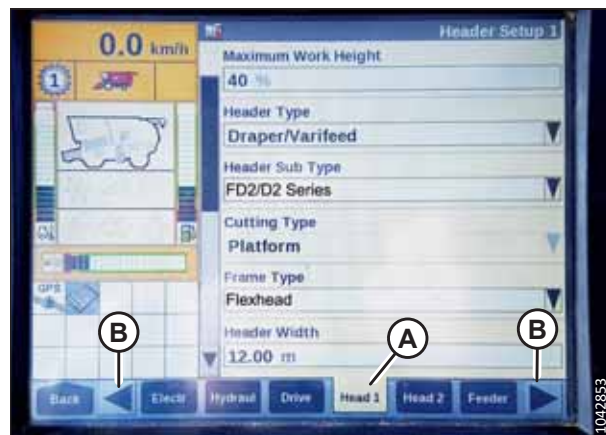 0.0 km/h
Header Setup 1
1
Maximum Work Height
40 %
Header Type
Draper/Varifeed
Header Sub Type
FD2/D2 Series
Cutting Type
Platform
Frame Type
Flexhead
GPS
Header Width
12.00 m
B
A
B
Back
Electr
Hydraul
Drive
Head 1
Head 2
Feeder
1042853